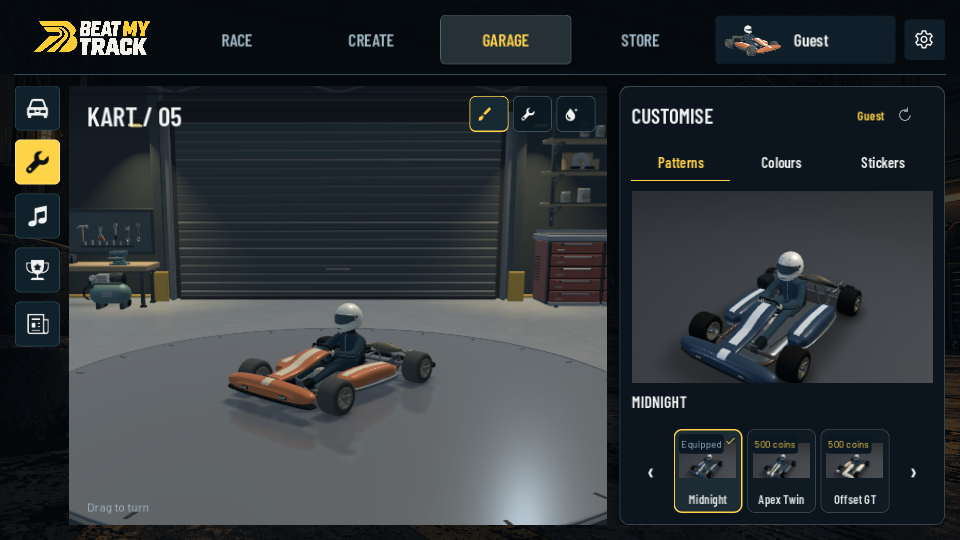 BEAT MY
TRACK
RACE
CREATE
GARAGE
STORE
Guest
KART / 05
CUSTOMISE
Guest
Patterns
Colours
Stickers
MIDNIGHT
Equipped
500 coins
500 coins
Midnight
Apex Twin
Offset GT
Drag to turn